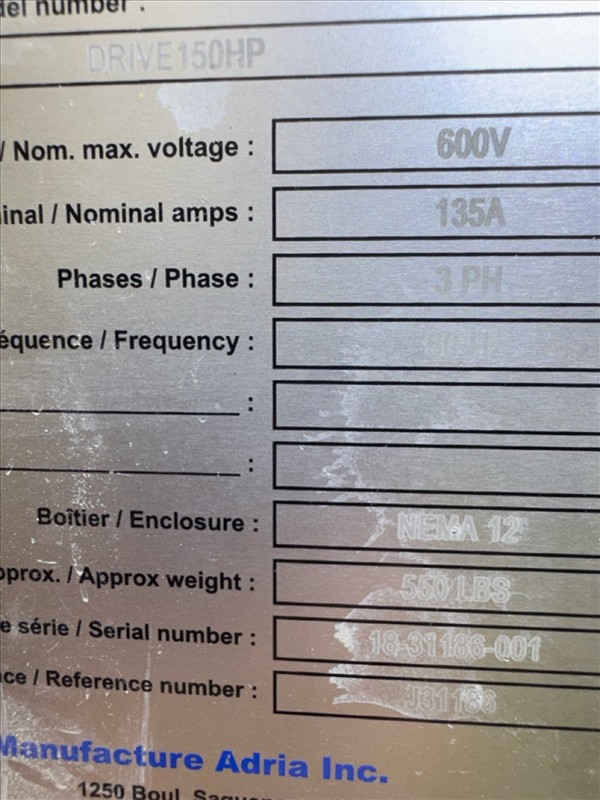 del number :
DRIVE150HP
/ Nom. max. voltage : 600V
inal / Nominal amps : 135A
Phases / Phase : 3 PH
équence / Frequency :
:
:
Boîtier / Enclosure : NEMA 12
pprox. / Approx weight : 550 LBS
e série / Serial number : 18-31186-001
ce / Reference number : J31186
Manufacture Adria Inc.
1250 Boul.